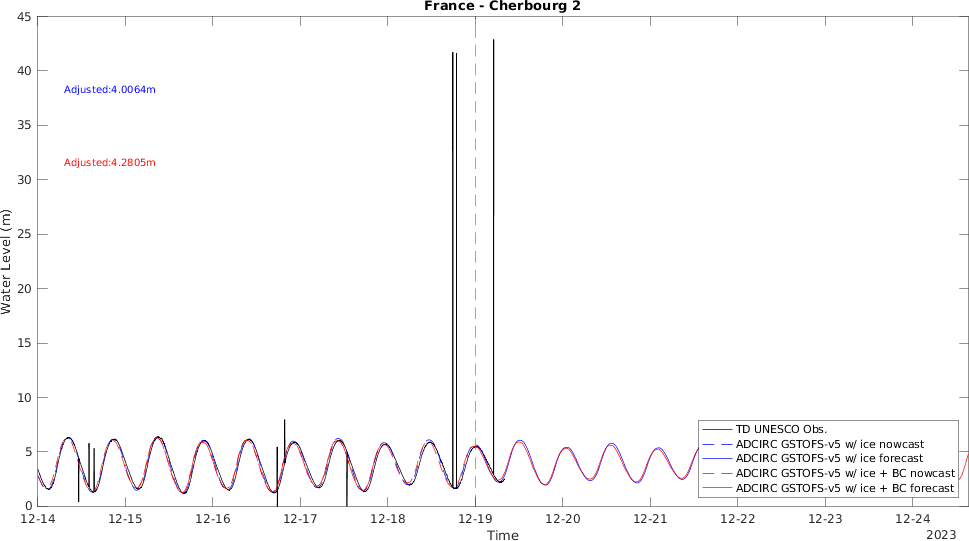 France - Cherbourg 2
45
40
35
30
25
20
15
10
5
0
Water Level (m)
Adjusted:4.0064m
Adjusted:4.2805m
TD UNESCO Obs.
ADCIRC GSTOFS-v5 w/ ice nowcast
ADCIRC GSTOFS-v5 w/ ice forecast
ADCIRC GSTOFS-v5 w/ ice + BC nowcast
ADCIRC GSTOFS-v5 w/ ice + BC forecast
12-14 12-15 12-16 12-17 12-18 12-19 12-20 12-21 12-22 12-23 12-24
Time
2023